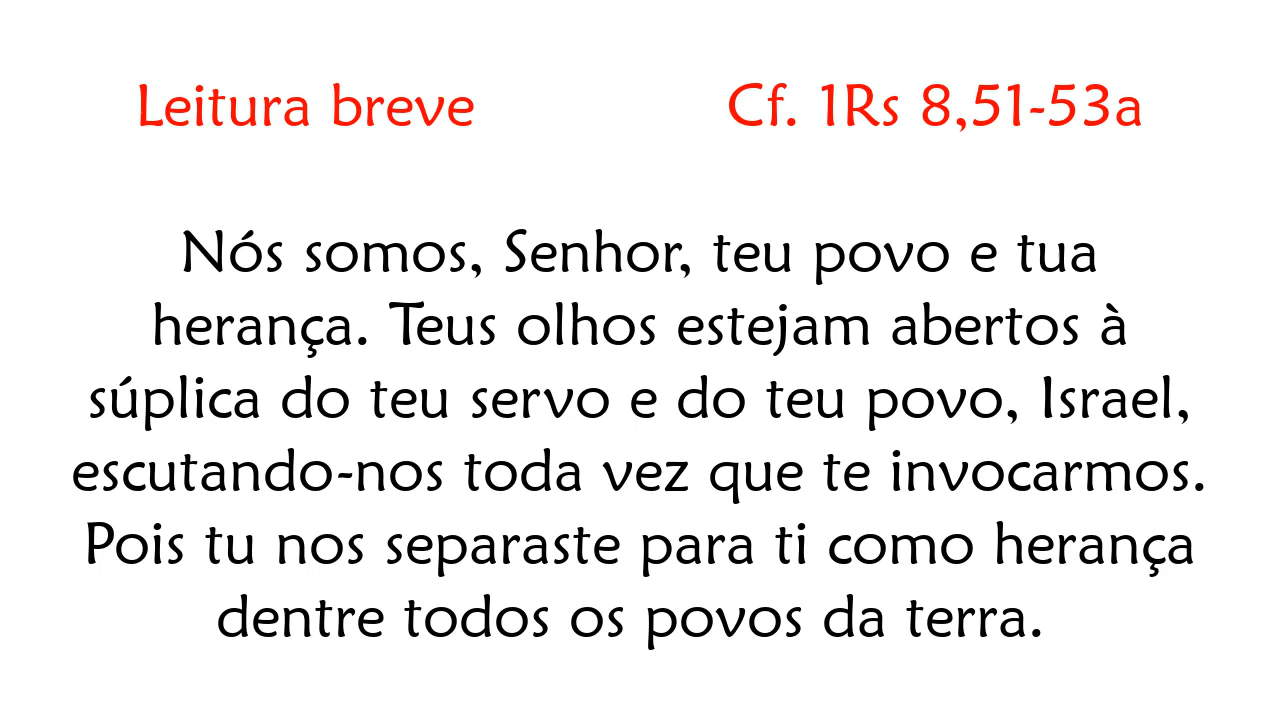 Leitura breve Cf. 1Rs 8,51-53a
Nós somos, Senhor, teu povo e tua
herança. Teus olhos estejam abertos à
súplica do teu servo e do teu povo, Israel,
escutando-nos toda vez que te invocarmos.
Pois tu nos separaste para ti como herança
dentre todos os povos da terra.